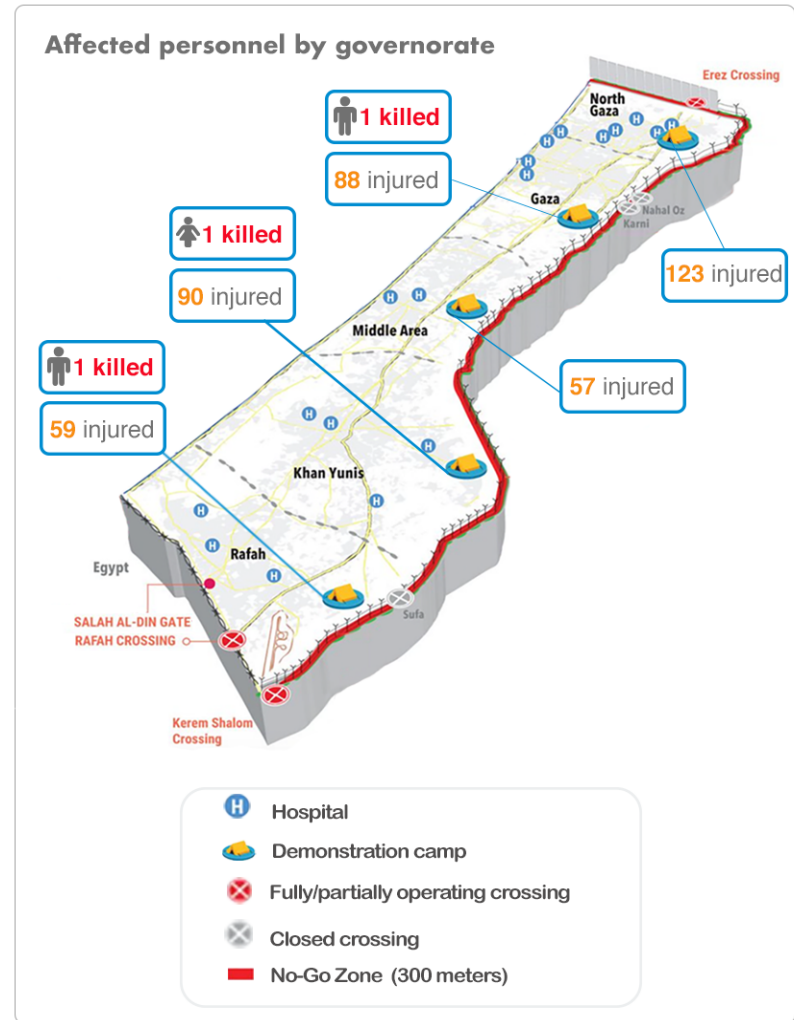 Affected personnel by governorate
Erez Crossing
North
Gaza
1 killed
88 injured
Gaza
Nahal Oz
Karni
1 killed
90 injured
123 injured
Middle Area
1 killed
59 injured
57 injured
Khan Yunis
Rafah
Egypt
SALAH AL-DIN GATE
RAFAH CROSSING
Sufa
Kerem Shalom
Crossing
H Hospital
Demonstration camp
Fully/partially operating crossing
Closed crossing
No-Go Zone (300 meters)